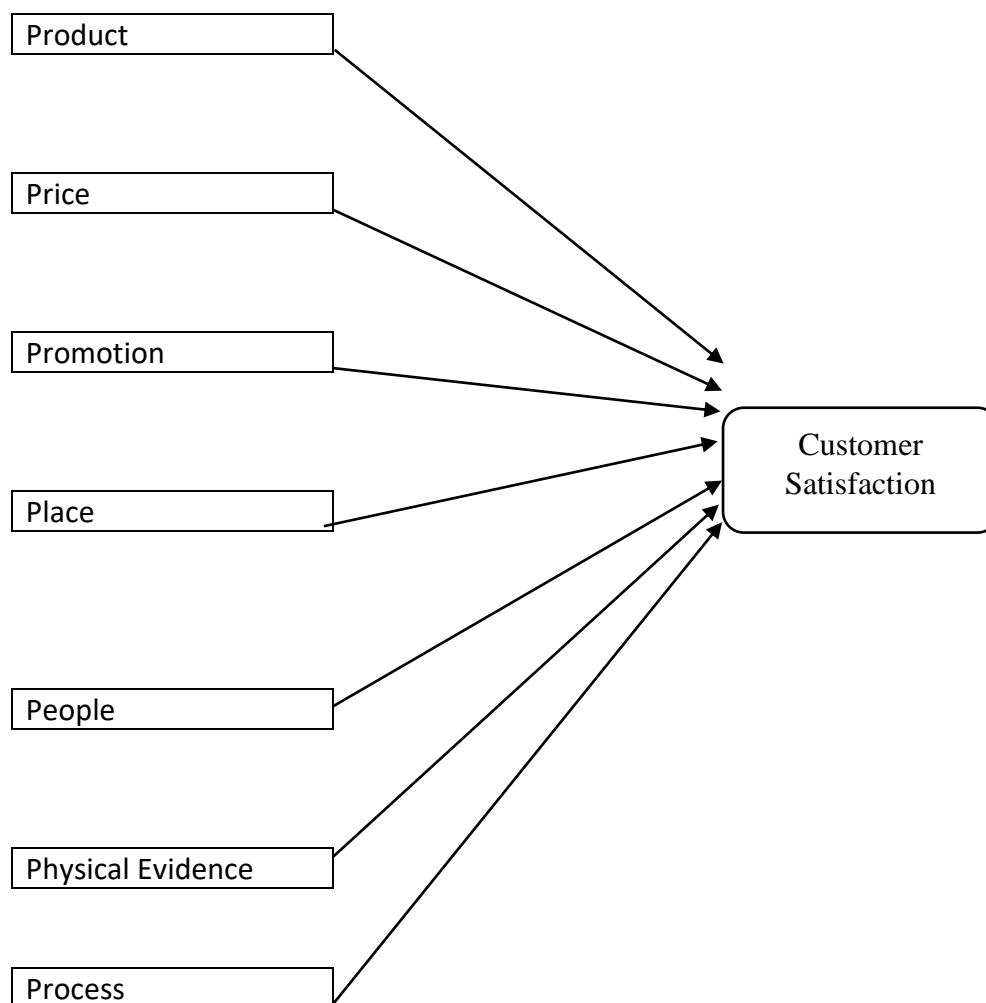 Product
Price
Promotion
Customer
Satisfaction
Place
People
Physical Evidence
Process